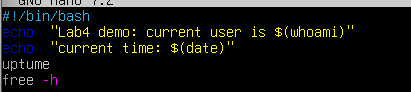 GNU nano 7.2
#!/bin/bash
echo  "Lab4 demo: current user is $(whoami)"
echo  "current time: $(date)"
uptume
free -h